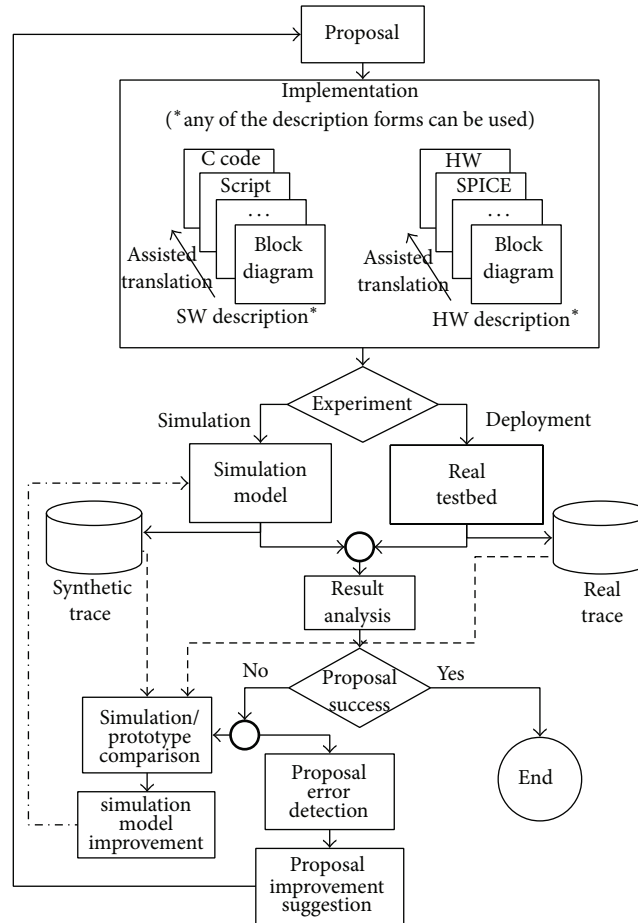 Proposal
Implementation
(*any of the description forms can be used)
C code
Script
...
Block
diagram
Assisted
translation
SW description*
HW
SPICE
...
Block
diagram
Assisted
translation
HW description*
Experiment
Simulation
Deployment
Simulation
model
Real
testbed
Synthetic
trace
Real
trace
Result
analysis
No
Proposal
success
Yes
Simulation/
prototype
comparison
simulation
model
improvement
Proposal
error
detection
End
Proposal
improvement
suggestion